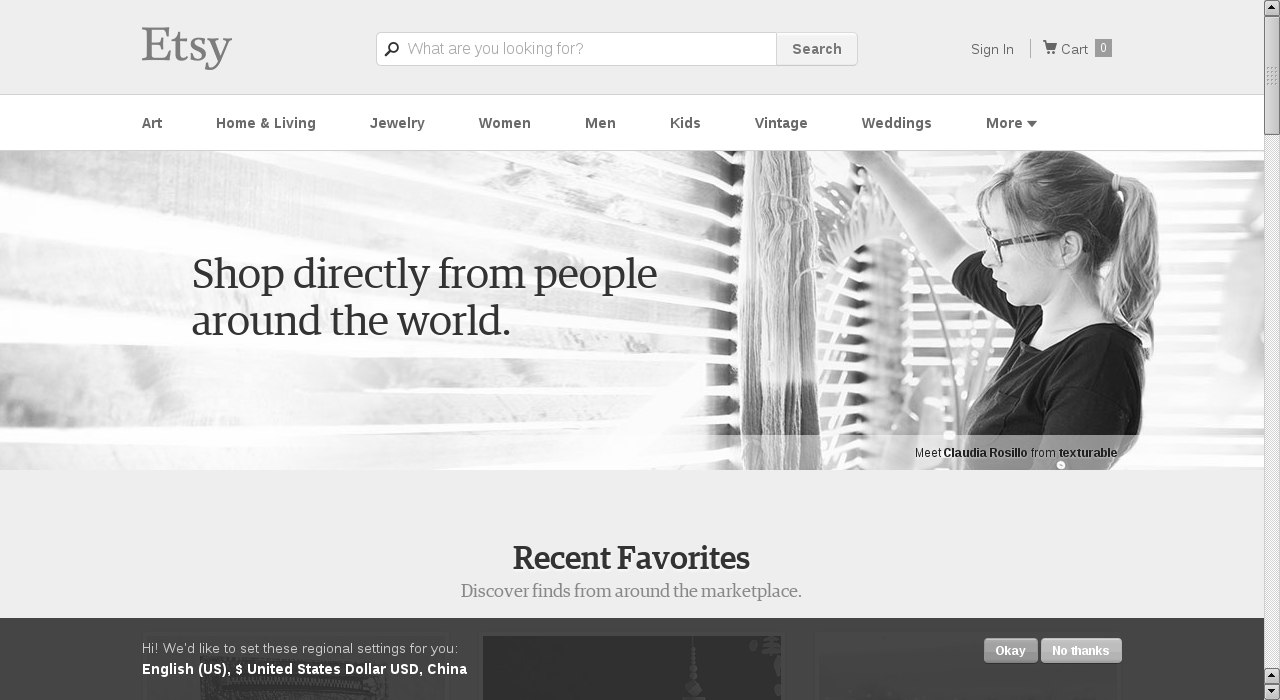 Etsy
What are you looking for?
Search
Sign In
Cart 0
Art
Home & Living
Jewelry
Women
Men
Kids
Vintage
Weddings
More
Shop directly from people
around the world.
Meet Claudia Rosillo from texturable
Recent Favorites
Discover finds from around the marketplace.
Hi! We'd like to set these regional settings for you:
English (US), $ United States Dollar USD, China
Okay
No thanks